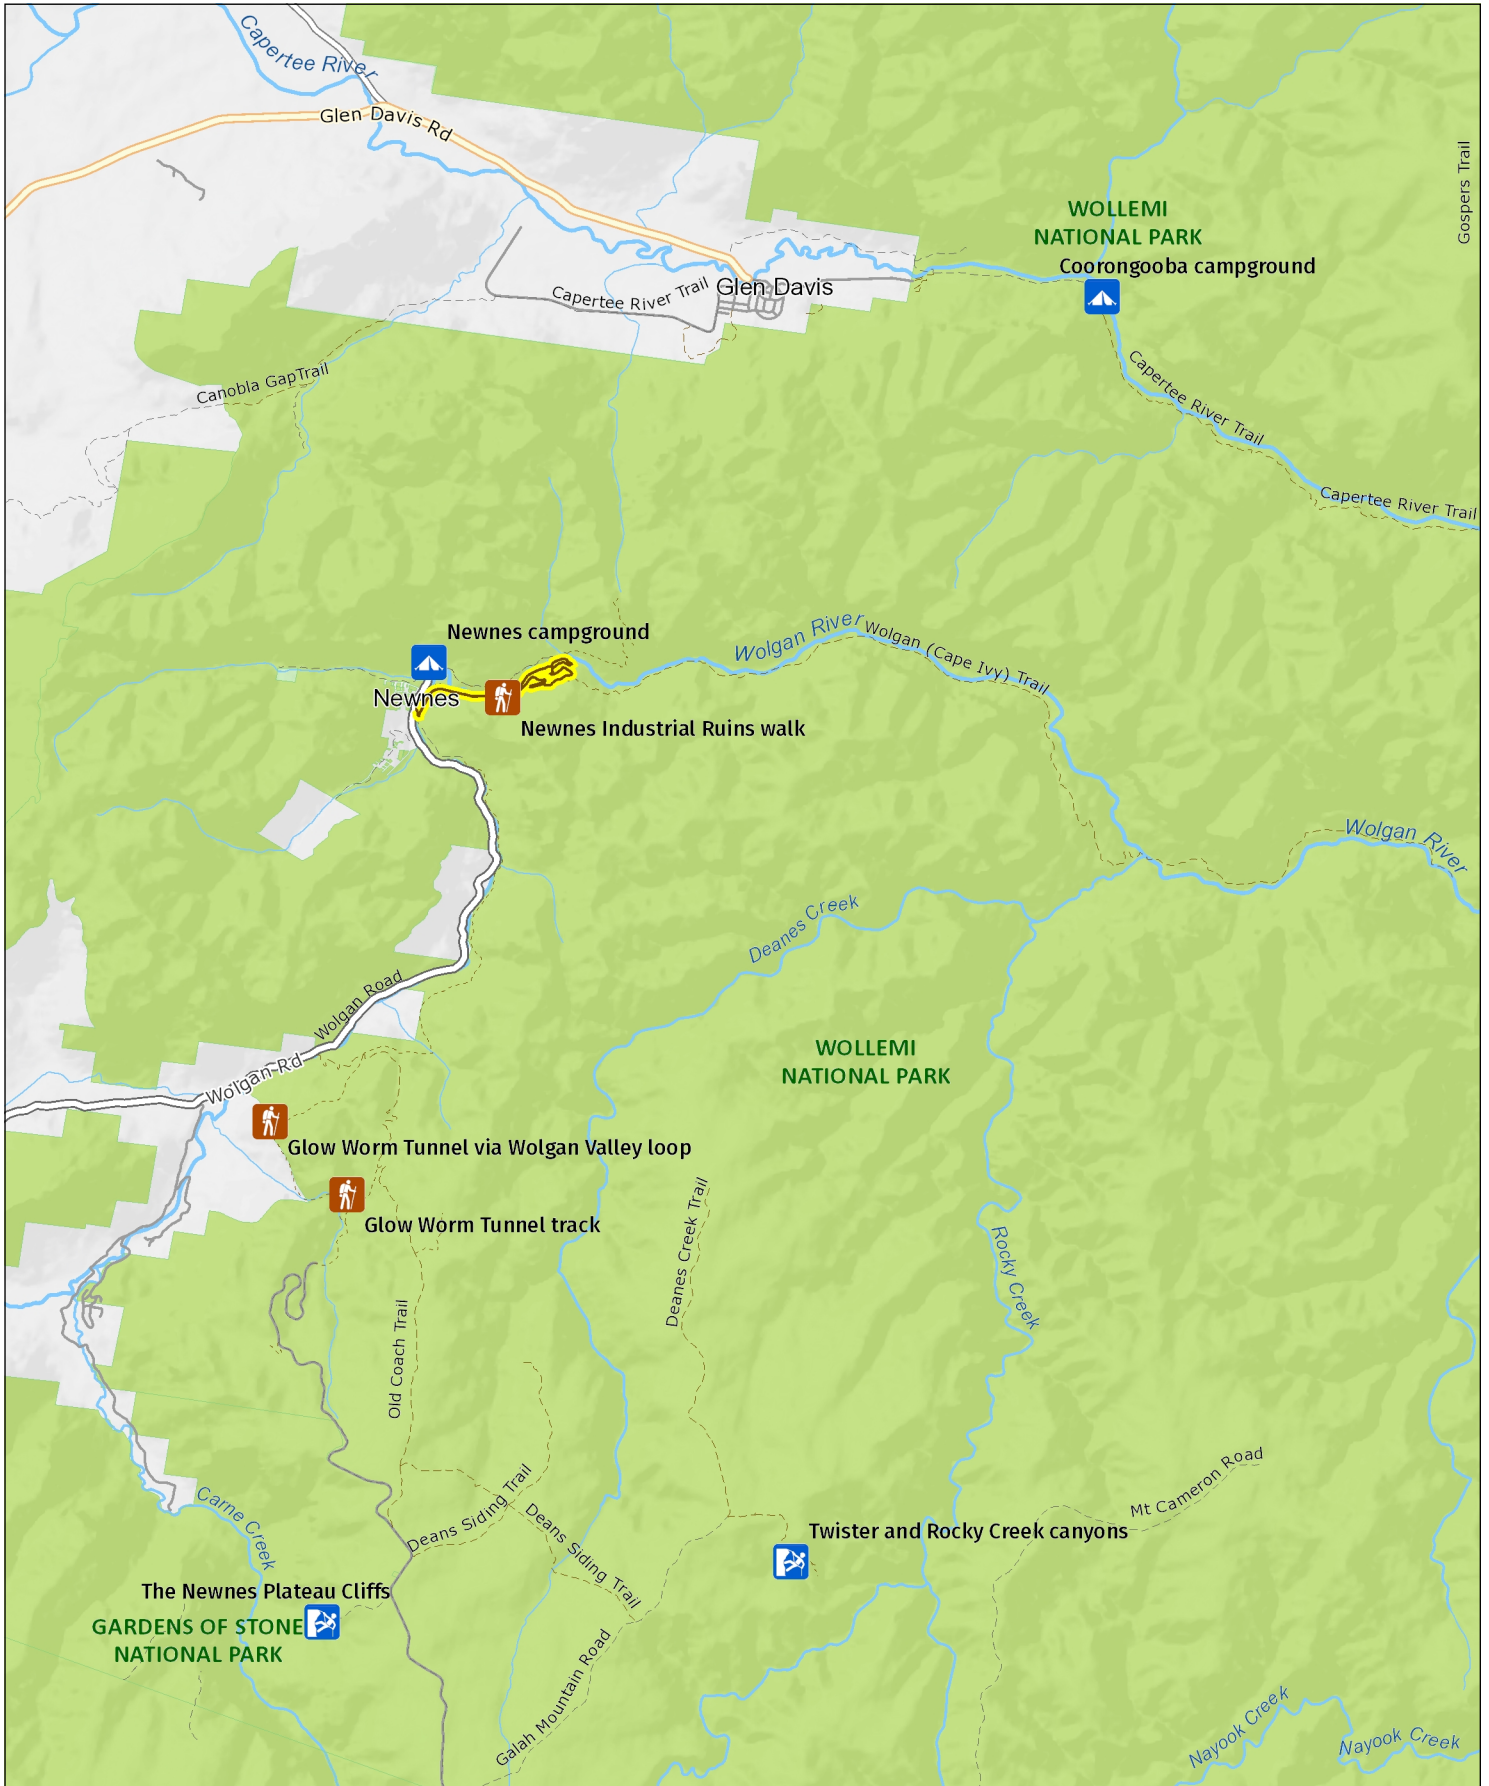 Capertee River
Glen Davis Rd
Gospers Trail
WOLLEMI
NATIONAL PARK
Coorongooba campground
Glen Davis
Capertee River Trail
Canobla GapTrail
Capertee River Trail
Capertee River Trail
Newnes campground
Wolgan River
Wolgan (Cape Ivy) Trail
Newnes
Newnes Industrial Ruins walk
Wolgan River
Deanes Creek
Wolgan Road
Wolgan Rd
WOLLEMI
NATIONAL PARK
Glow Worm Tunnel via Wolgan Valley loop
Glow Worm Tunnel track
Deanes Creek Trail
Rocky Creek
Old Coach Trail
Mt Cameron Road
Deans Siding Trail
Deans Siding Trail
Carne Creek
Twister and Rocky Creek canyons
The Newnes Plateau Cliffs
GARDENS OF STONE
NATIONAL PARK
Galah Mountain Road
Nayook Creek
Nayook Creek